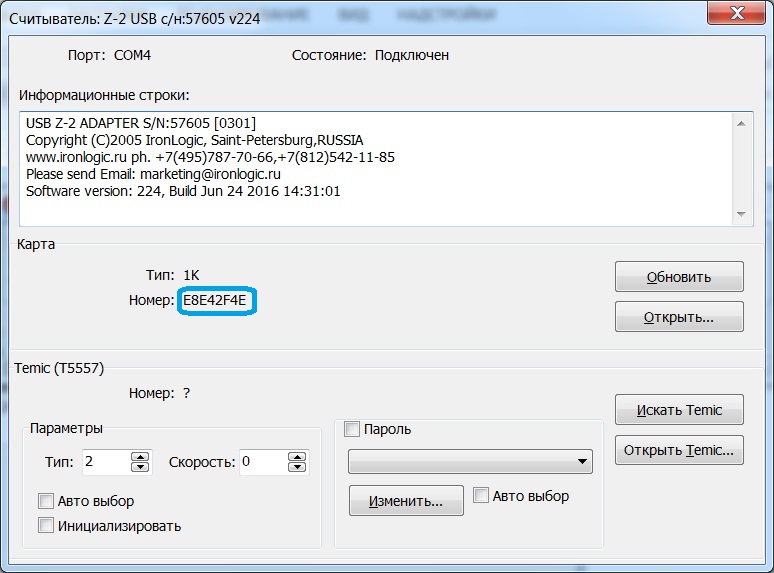 Считыватель: Z-2 USB с/н:57605 v224
ВИД НАДСТРОЙКИ
Порт: COM4 Состояние: Подключен
Информационные строки:
USB Z-2 ADAPTER S/N:57605 [0301]
Copyright (C)2005 IronLogic, Saint-Petersburg,RUSSIA
www.ironlogic.ru ph. +7(495)787-70-66,+7(812)542-11-85
Please send Email: marketing@ironlogic.ru
Software version: 224, Build Jun 24 2016 14:31:01
Карта
Тип: 1K
Номер: E8E42F4E
Обновить
Открыть...
Temic (T5557)
Номер: ?
Искать Temic
Открыть Temic...
Параметры
Тип: 2 Скорость: 0
Авто выбор
Инициализировать
Пароль
Изменить... Авто выбор